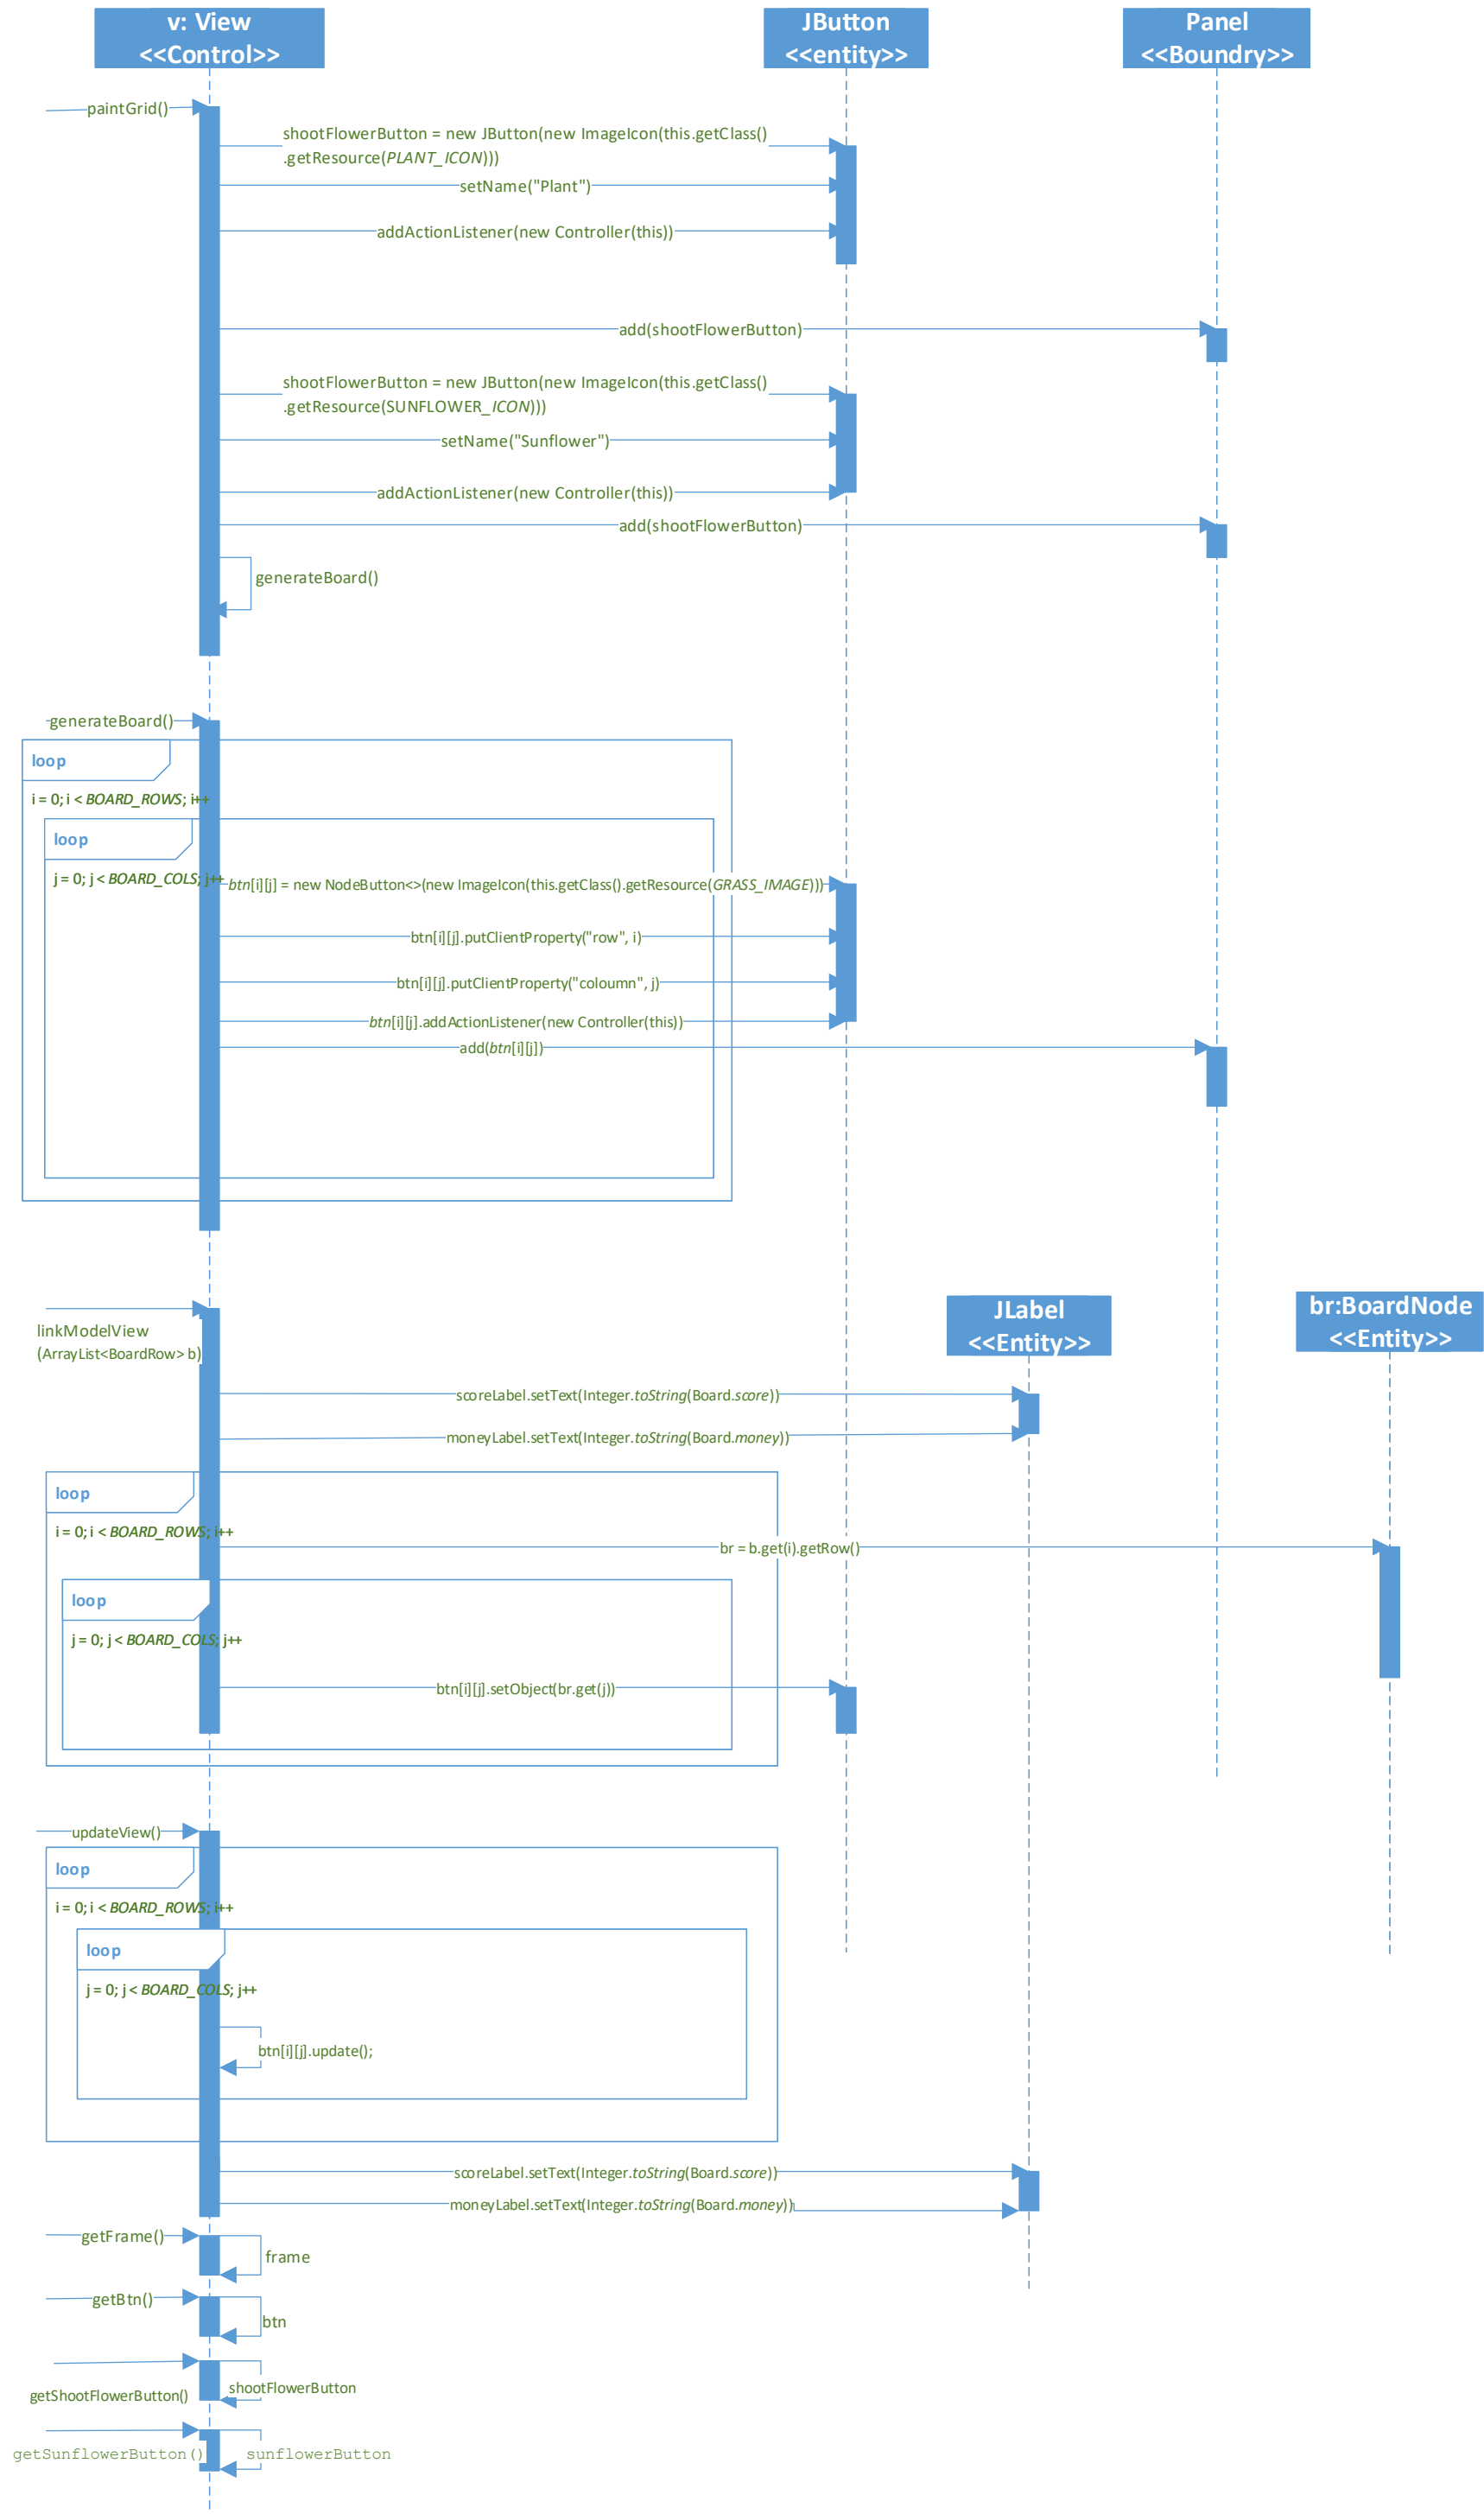 v: View
<<Control>>
JButton
<<entity>>
Panel
<<Boundry>>
paintGrid()
shootFlowerButton = new JButton(new ImageIcon(this.getClass()
.getResource(PLANT_ICON)))
setName("Plant")
addActionListener(new Controller(this))
add(shootFlowerButton)
shootFlowerButton = new JButton(new ImageIcon(this.getClass()
.getResource(SUNFLOWER_ICON)))
setName("Sunflower")
addActionListener(new Controller(this))
add(shootFlowerButton)
generateBoard()
generateBoard()
loop
i = 0; i < BOARD_ROWS; i++
loop
j = 0; j < BOARD_COLS; j++
btn[i][j] = new NodeButton<>(new ImageIcon(this.getClass().getResource(GRASS_IMAGE)))
btn[i][j].putClientProperty("row", i)
btn[i][j].putClientProperty("coloumn", j)
btn[i][j].addActionListener(new Controller(this))
add(btn[i][j])
JLabel
<<Entity>>
br:BoardNode
<<Entity>>
linkModelView
(ArrayList<BoardRow> b)
scoreLabel.setText(Integer.toString(Board.score))
moneyLabel.setText(Integer.toString(Board.money))
loop
i = 0; i < BOARD_ROWS; i++
br = b.get(i).getRow()
loop
j = 0; j < BOARD_COLS; j++
btn[i][j].setObject(br.get(j))
updateView()
loop
i = 0; i < BOARD_ROWS; i++
loop
j = 0; j < BOARD_COLS; j++
btn[i][j].update();
scoreLabel.setText(Integer.toString(Board.score))
moneyLabel.setText(Integer.toString(Board.money))
getFrame()
frame
getBtn()
btn
getShootFlowerButton()
shootFlowerButton
getSunflowerButton()
sunflowerButton